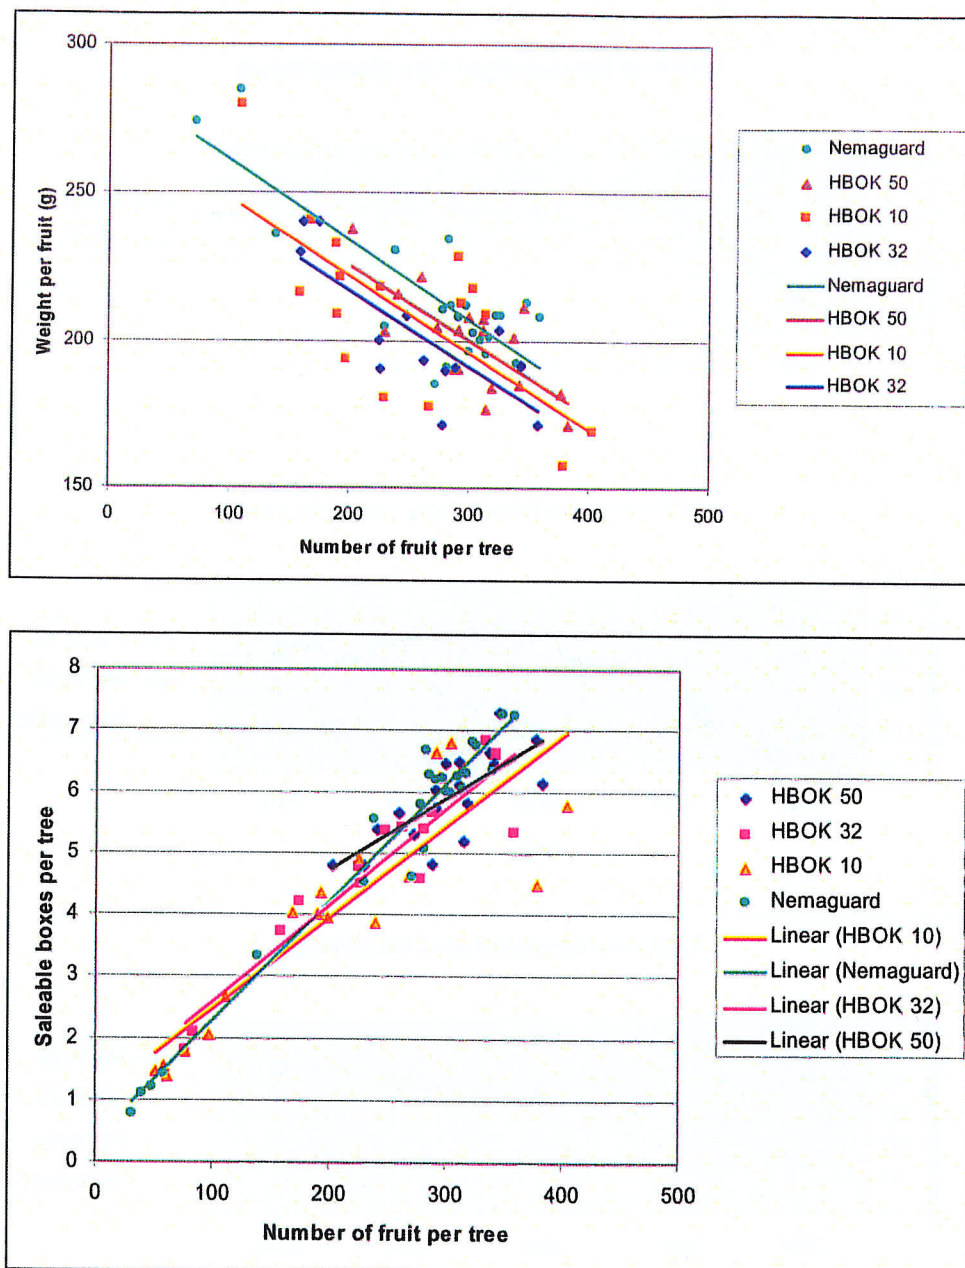 300
250
200
150
0
100
200
300
400
500
Weight per fruit (g)
Number of fruit per tree
Nemaguard
HBOK 50
HBOK 10
HBOK 32
Nemaguard
HBOK 50
HBOK 10
HBOK 32
8
7
6
5
4
3
2
1
0
0
100
200
300
400
500
Saleable boxes per tree
Number of fruit per tree
HBOK 50
HBOK 32
HBOK 10
Nemaguard
Linear (HBOK 10)
Linear (Nemaguard)
Linear (HBOK 32)
Linear (HBOK 50)